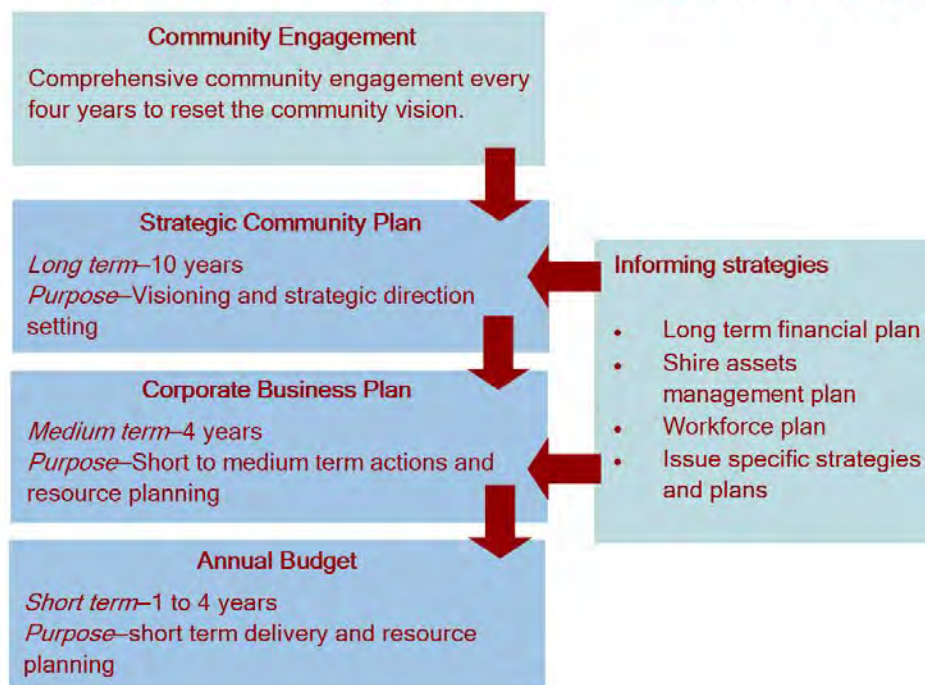 Community Engagement
Comprehensive community engagement every
four years to reset the community vision.
Strategic Community Plan
Long term–10 years
Purpose–Visioning and strategic direction
setting
Corporate Business Plan
Medium term–4 years
Purpose–Short to medium term actions and
resource planning
Annual Budget
Short term–1 to 4 years
Purpose–short term delivery and resource
planning
Informing strategies
• Long term financial plan
• Shire assets
management plan
• Workforce plan
• Issue specific strategies
and plans